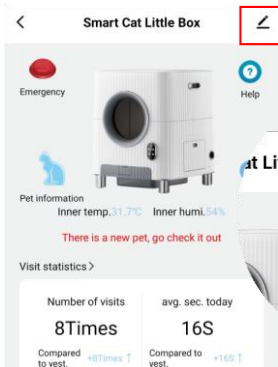 Smart Cat Little Box
Emergency
Help
at Li
Pet information
Inner temp.31.7℃ Inner humi.54%
There is a new pet, go check it out
Visit statistics >
Number of visits
avg. sec. today
8Times
16S
Compared to vest. +8Times ↑
Compared to vest. +16S ↑